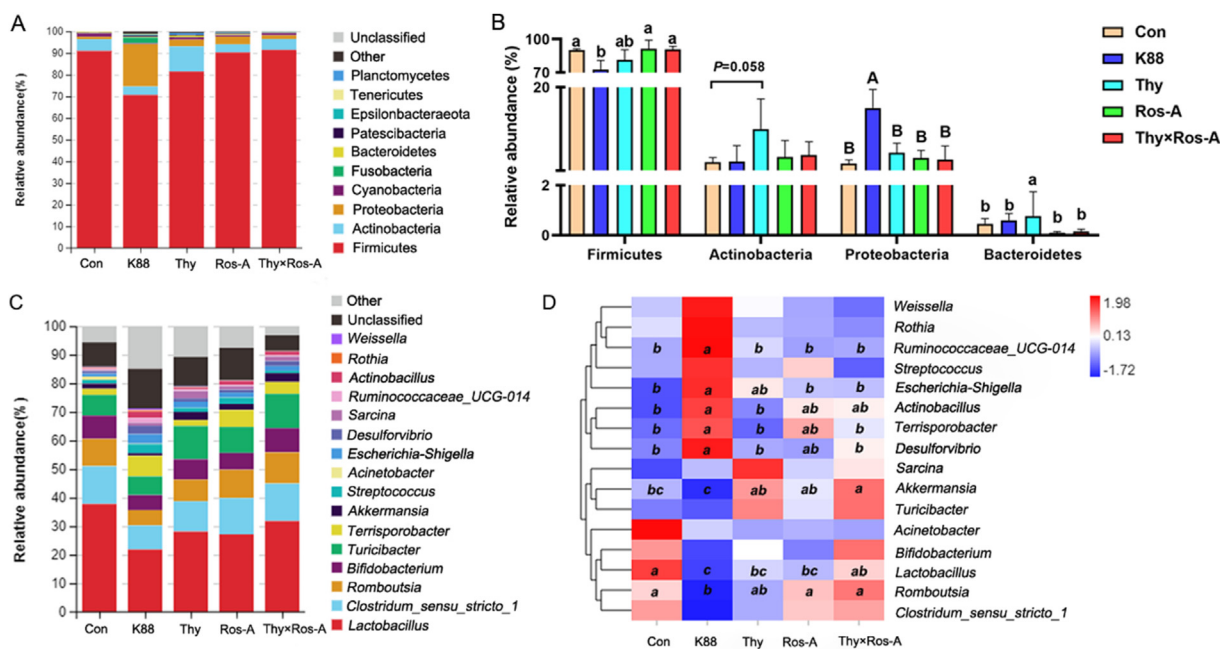 A
Relative abundance(%)
100
90
80
70
60
50
40
30
20
10
0
Con
K88
Thy
Ros-A
Thy×Ros-A
Unclassified
Other
Planctomycetes
Tenericutes
Epsilonbacteraeota
Patescibacteria
Bacteroidetes
Fusobacteria
Cyanobacteria
Proteobacteria
Actinobacteria
Firmicutes
B
Relative abundance (%)
100
70
20
2
0
a b ab a a
P=0.058
B A B B B
b b a b b
Firmicutes
Actinobacteria
Proteobacteria
Bacteroidetes
Con
K88
Thy
Ros-A
Thy×Ros-A
C
Relative abundance(%)
100
90
80
70
60
50
40
30
20
10
0
Con
K88
Thy
Ros-A
Thy×Ros-A
Other
Unclassified
Weissella
Rothia
Actinobacillus
Ruminococcaceae_UCG-014
Sarcina
Desulforvibrio
Escherichia-Shigella
Acinetobacter
Streptococcus
Akkermansia
Terrisporobacter
Turicibacter
Bifidobacterium
Romboutsia
Clostridum_sensu_stricto_1
Lactobacillus
D
Weissella
Rothia
b a b b b Ruminococcaceae_UCG-014
Streptococcus
b a ab b b Escherichia-Shigella
b a b ab ab Actinobacillus
b a b ab b Terrisporobacter
b a b ab b Desulforvibrio
Sarcina
bc c ab ab a Akkermansia
Turicibacter
Acinetobacter
Bifidobacterium
a c bc bc ab Lactobacillus
a b ab a a Romboutsia
Clostridum_sensu_stricto_1
Con
K88
Thy
Ros-A
Thy×Ros-A
1.98
0.13
-1.72